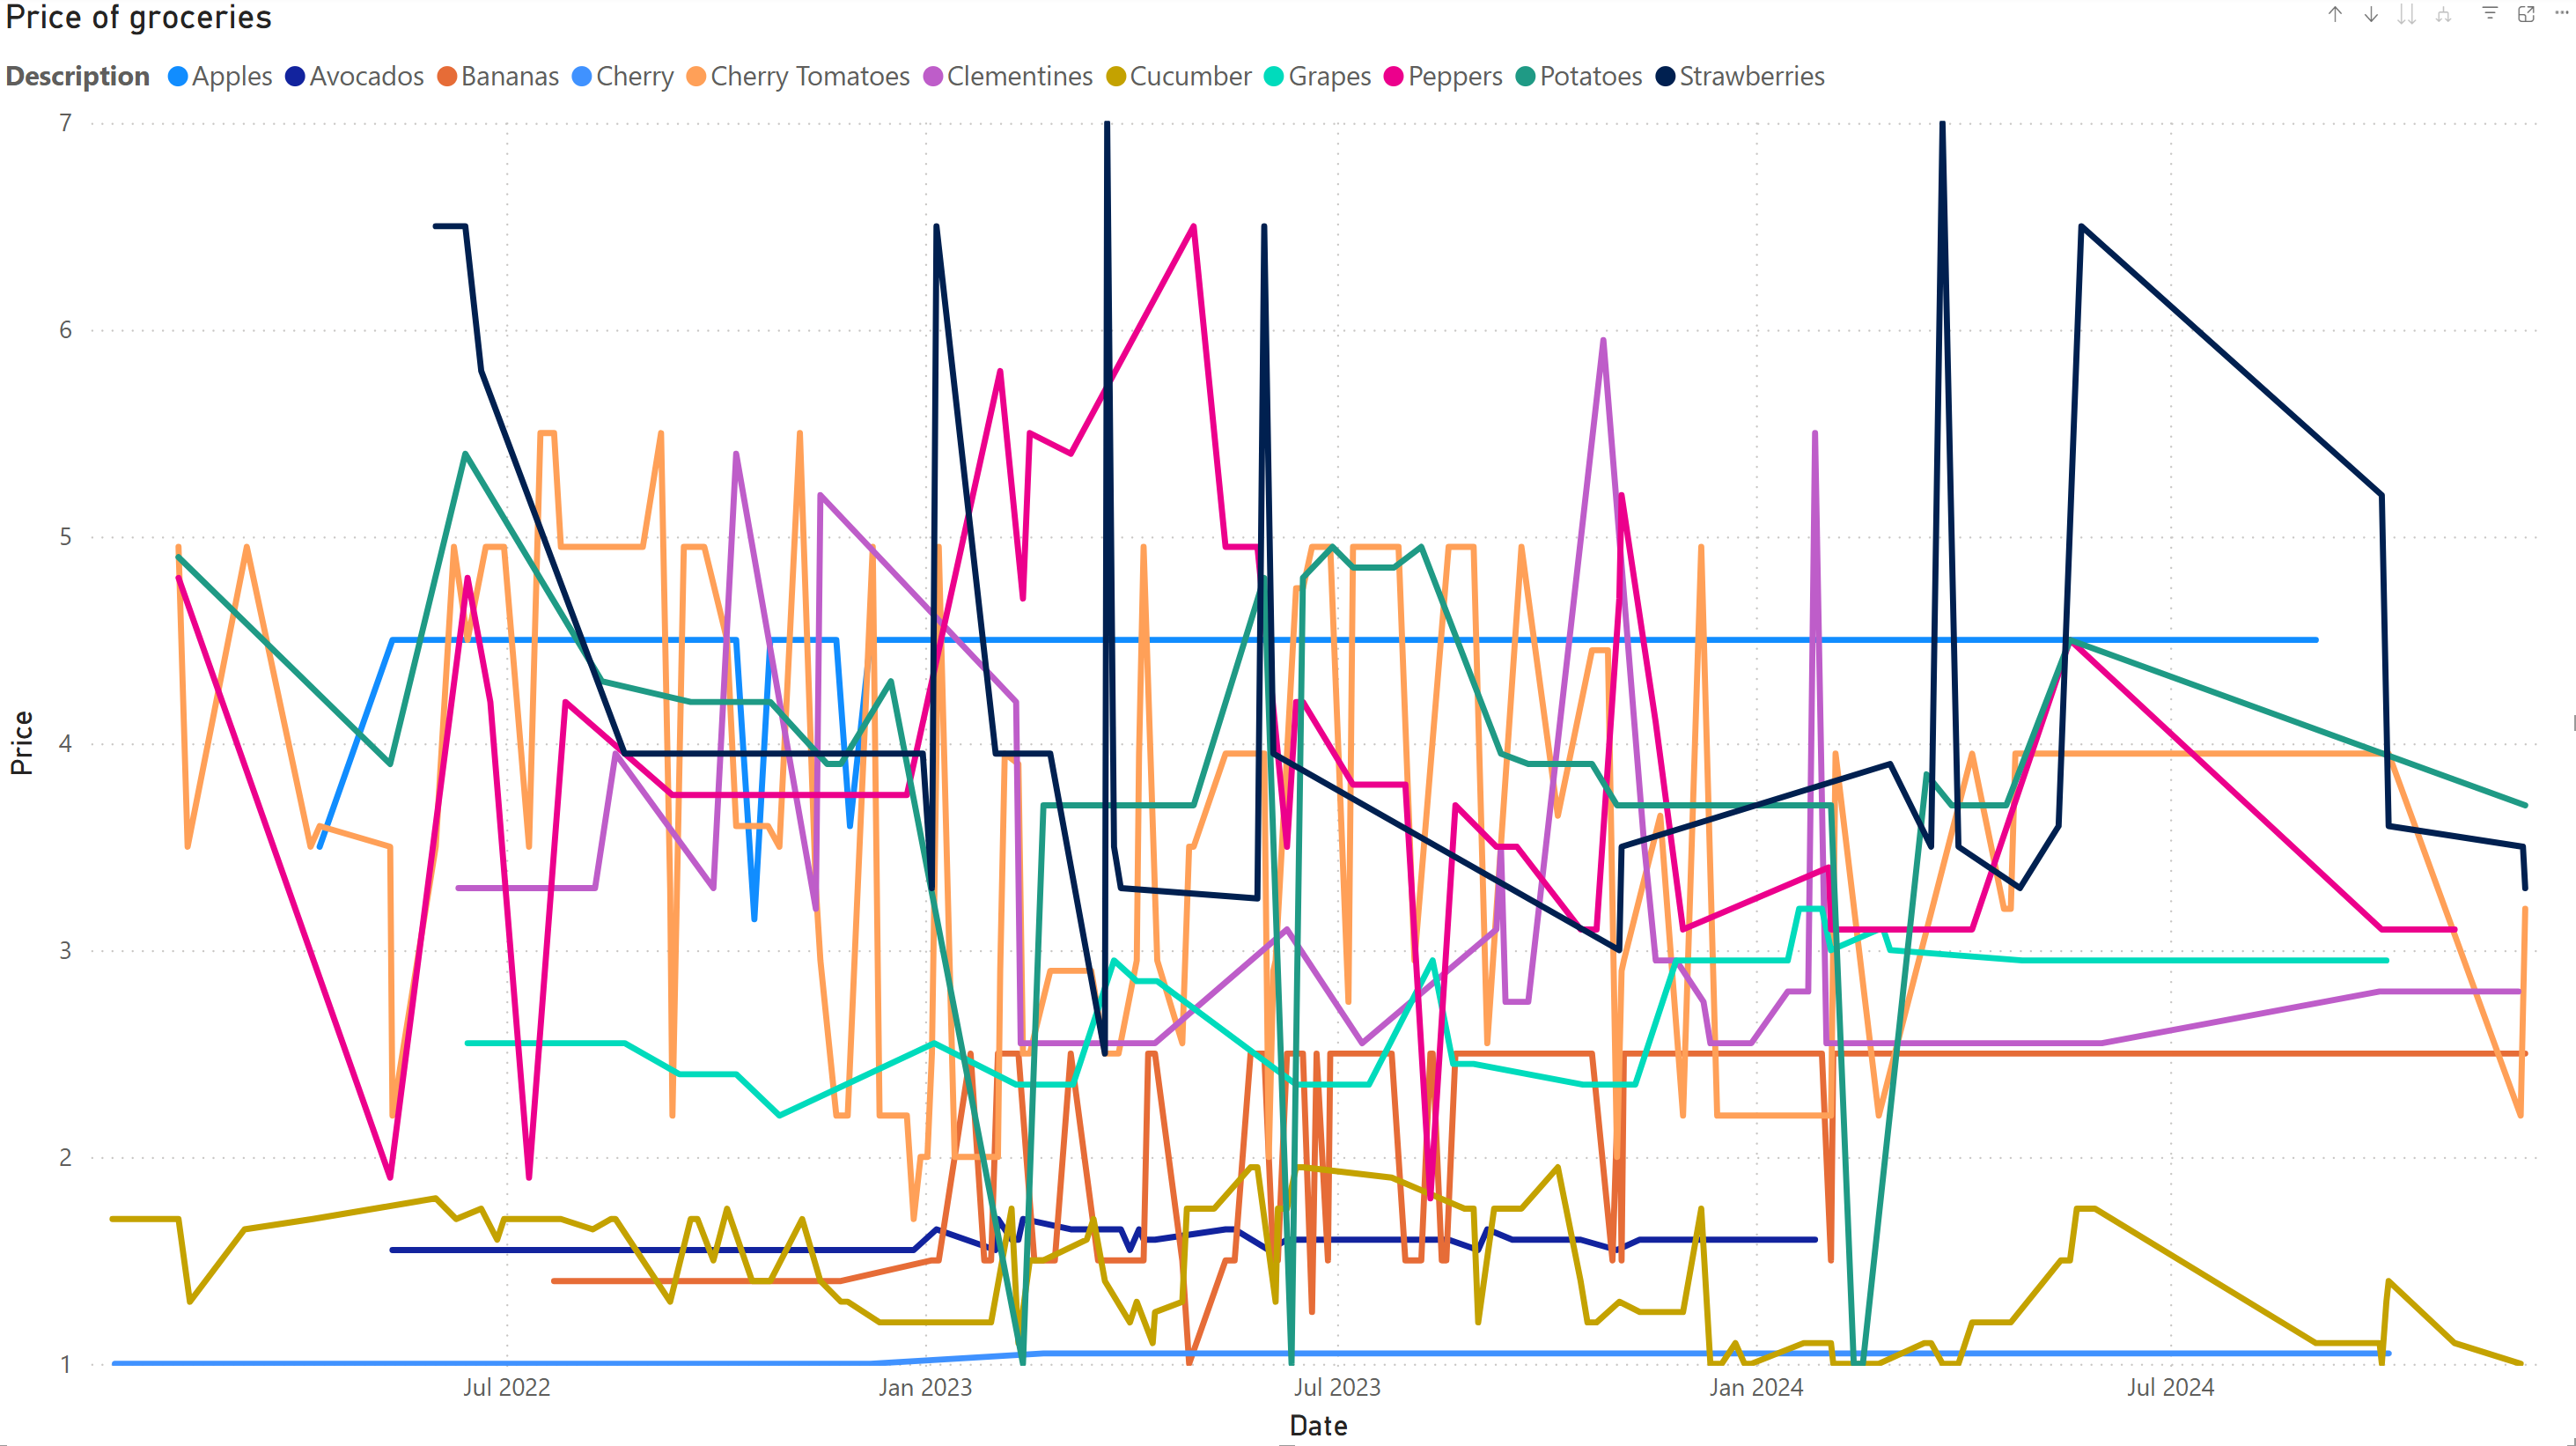 Price of groceries
Description Apples Avocados Bananas Cherry Cherry Tomatoes Clementines Cucumber Grapes Peppers Potatoes Strawberries
7
6
5
4
3
2
1
Price
Jul 2022 Jan 2023 Jul 2023 Jan 2024 Jul 2024
Date